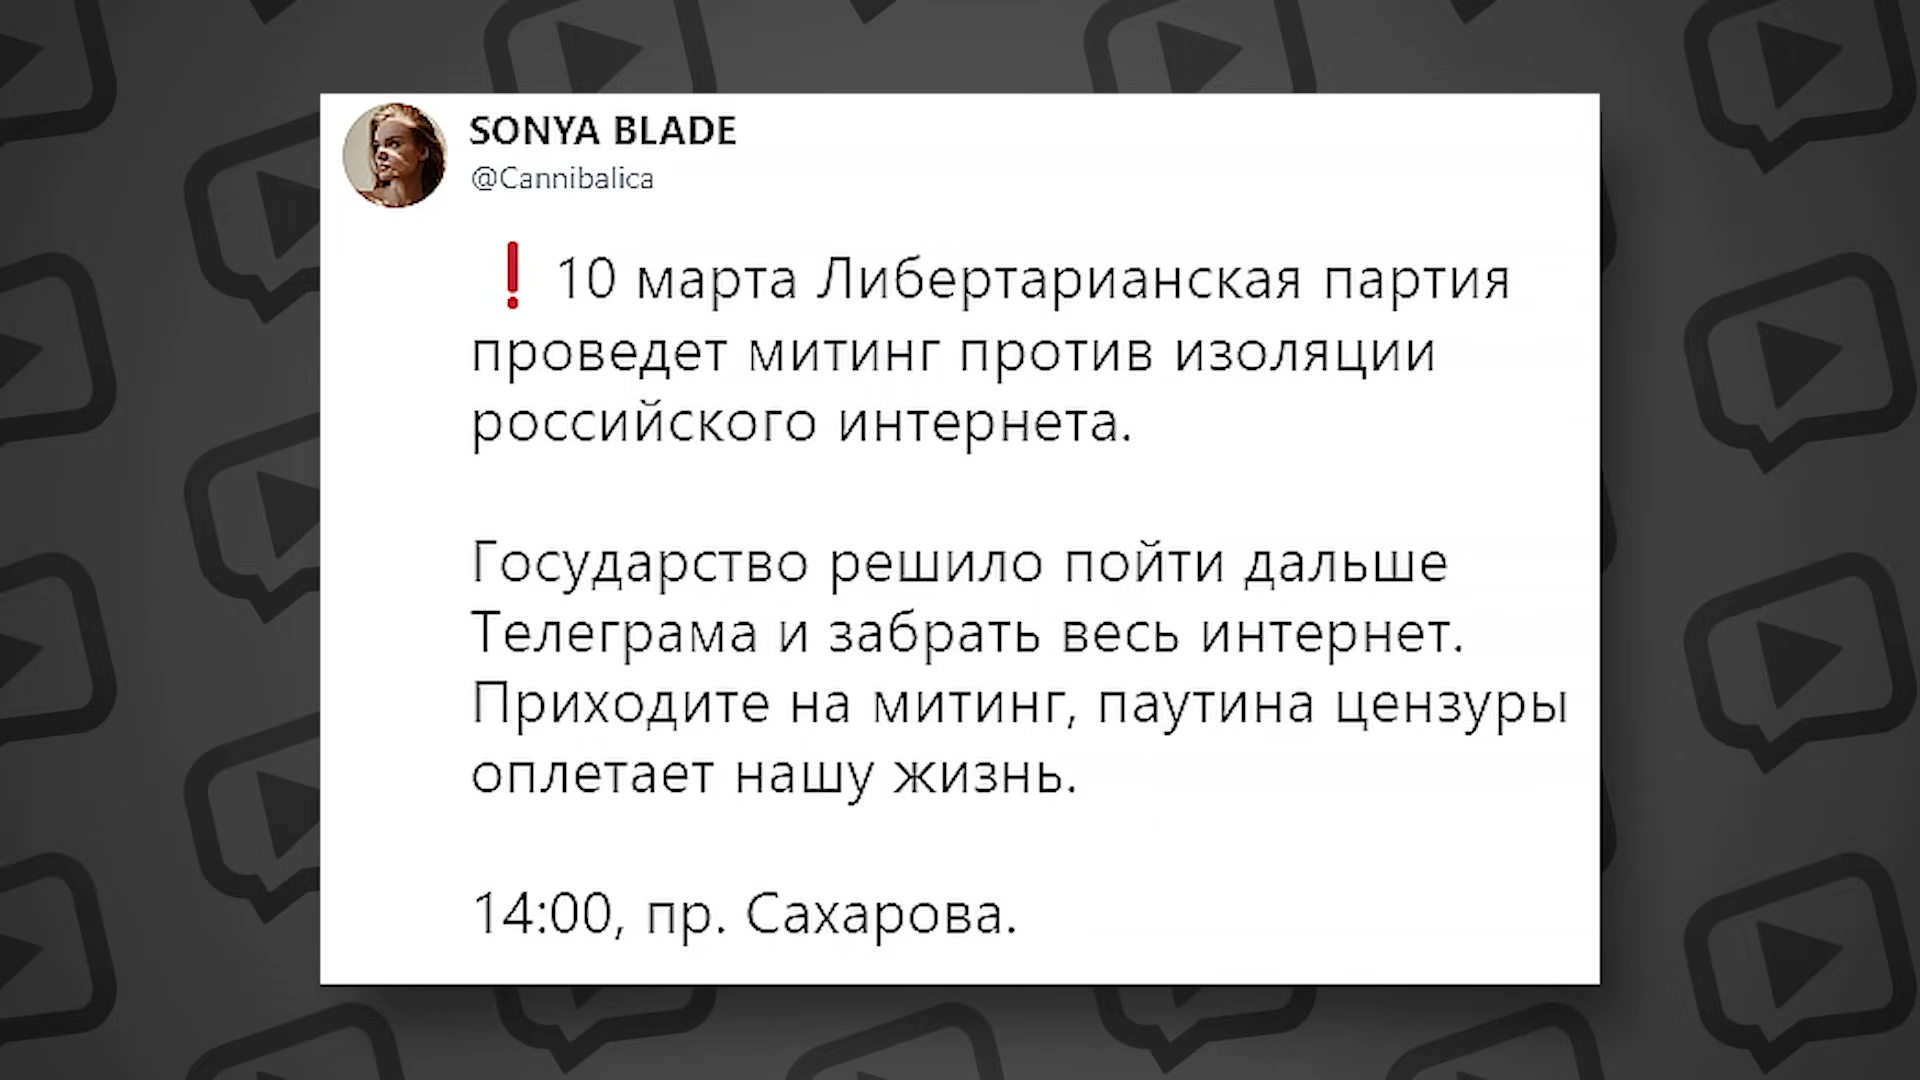 SONYA BLADE
@Cannibalica
❗10 марта Либертарианская партия
проведет митинг против изоляции
российского интернета.
Государство решило пойти дальше
Телеграма и забрать весь интернет.
Приходите на митинг, паутина цензуры
оплетает нашу жизнь.
14:00, пр. Сахарова.